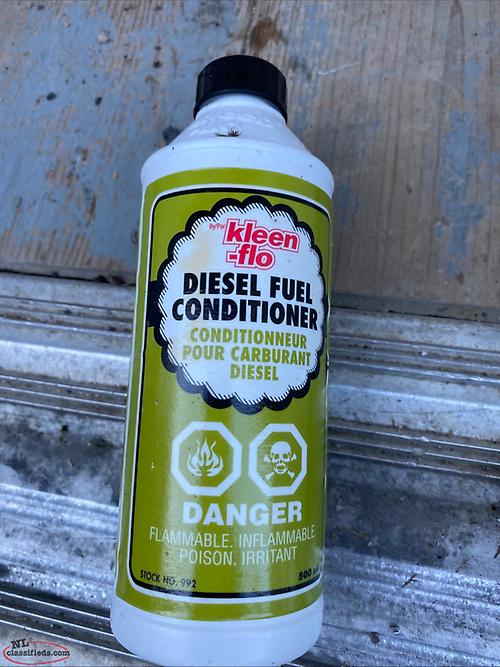 By/Par
kleen
-flo
DIESEL FUEL
CONDITIONER
CONDITIONNEUR
POUR CARBURANT
DIESEL
DANGER
FLAMMABLE. INFLAMMABLE
POISON. IRRITANT
STOCK NO. 992
500
NL
classifieds.com